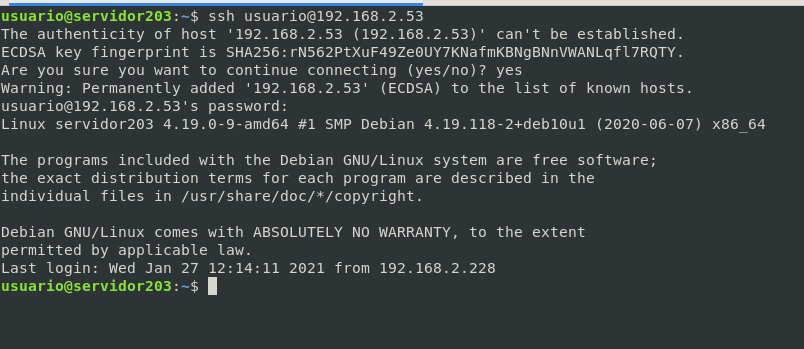 usuario@servidor203:~$ ssh usuario@192.168.2.53
The authenticity of host '192.168.2.53 (192.168.2.53)' can't be established.
ECDSA key fingerprint is SHA256:rN562PtXuF49Ze0UY7KNafmKBNgBNnVWANLqfl7RQTY.
Are you sure you want to continue connecting (yes/no)? yes
Warning: Permanently added '192.168.2.53' (ECDSA) to the list of known hosts.
usuario@192.168.2.53's password:
Linux servidor203 4.19.0-9-amd64 #1 SMP Debian 4.19.118-2+deb10u1 (2020-06-07) x86_64
The programs included with the Debian GNU/Linux system are free software;
the exact distribution terms for each program are described in the
individual files in /usr/share/doc/*/copyright.
Debian GNU/Linux comes with ABSOLUTELY NO WARRANTY, to the extent
permitted by applicable law.
Last login: Wed Jan 27 12:14:11 2021 from 192.168.2.228
usuario@servidor203:~$